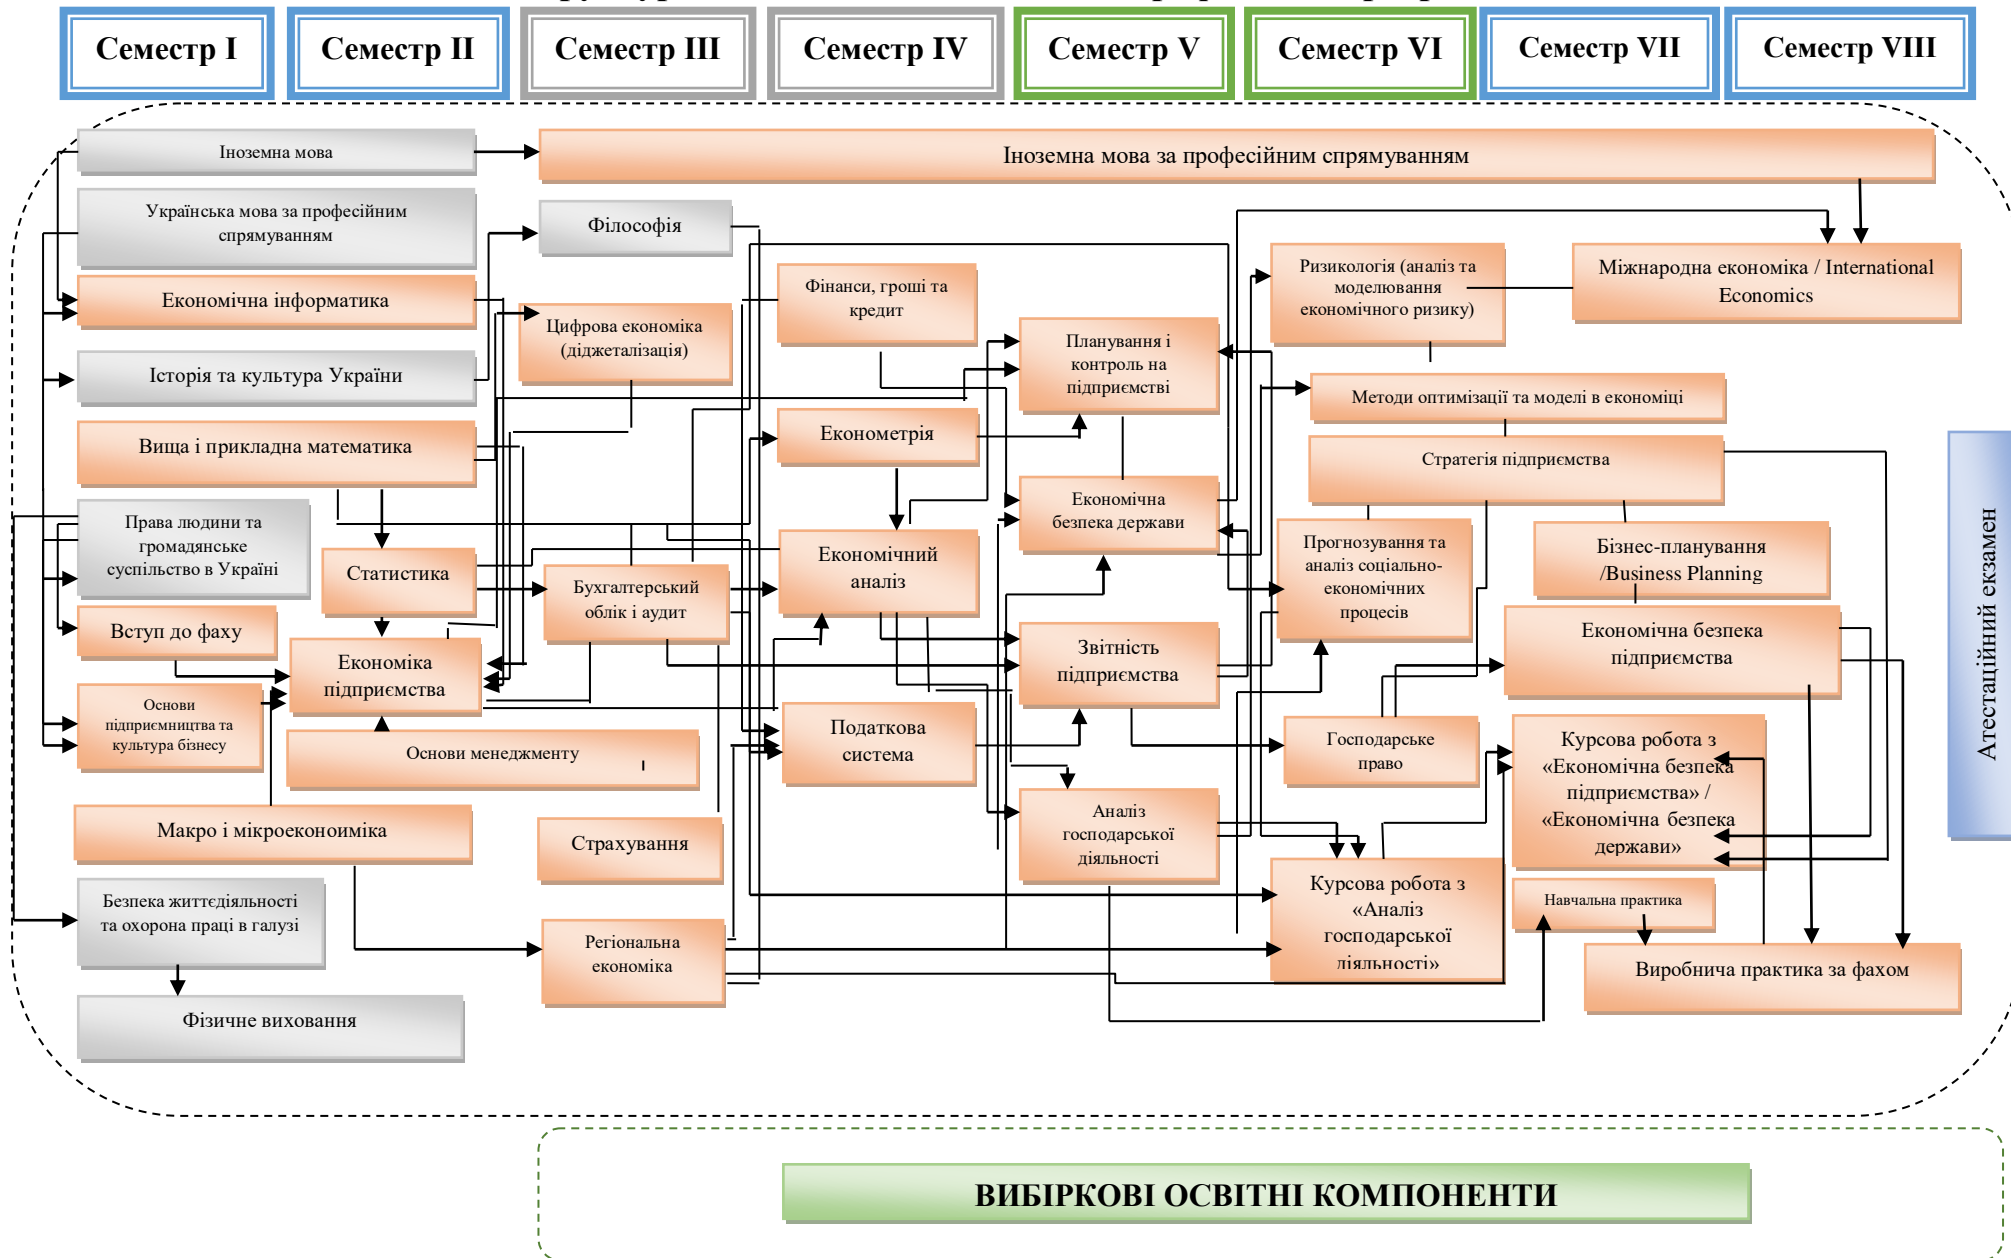 Семестр I
Семестр II
Семестр III
Семестр IV
Семестр V
Семестр VI
Семестр VII
Семестр VIII
Іноземна мова
Іноземна мова за професійним спрямуванням
Українська мова за професійним
спрямуванням
Філософія
Економічна інформатика
Цифрова економіка
(діджеталізація)
Фінанси, гроші та
кредит
Ризикологія (аналіз та
моделювання
економічного ризику)
Міжнародна економіка / International
Economics
Історія та культура України
Планування і
контроль на
підприємстві
Методи оптимізації та моделі в економіці
Вища і прикладна математика
Економетрія
Стратегія підприємства
Права людини та
громадянське
суспільство в Україні
Економічна
безпека держави
Статистика
Бухгалтерський
облік і аудит
Економічний
аналіз
Прогнозування та
аналіз соціально-
економічних
процесів
Бізнес-планування
/Business Planning
Вступ до фаху
Економіка
підприємства
Звітність
підприємства
Економічна безпека
підприємства
Основи
підприємництва та
культура бізнесу
Основи менеджменту
Податкова
система
Господарське
право
Курсова робота з
«Економічна безпека
підприємства» /
«Економічна безпека
держави»
Макро і мікроеконоиміка
Страхування
Аналіз
господарської
діяльності
Курсова робота з
«Аналіз
господарської
діяльності»
Безпека життєдіяльності
та охорона праці в галузі
Регіональна
економіка
Навчальна практика
Виробнича практика за фахом
Фізичне виховання
Атестаційний екзамен
ВИБІРКОВІ ОСВІТНІ КОМПОНЕНТИ